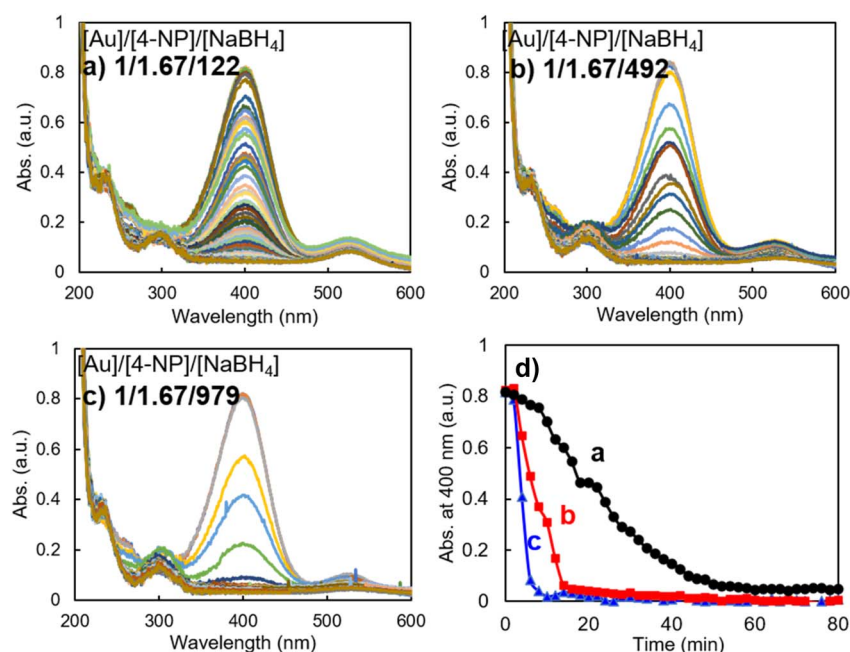 [Au]/[4-NP]/[NaBH4]
a) 1/1.67/122
1
0.8
0.6
0.4
0.2
0
Abs. (a.u.)
200 300 400 500 600
Wavelength (nm)
[Au]/[4-NP]/[NaBH4]
b) 1/1.67/492
1
0.8
0.6
0.4
0.2
0
Abs. (a.u.)
200 300 400 500 600
Wavelength (nm)
[Au]/[4-NP]/[NaBH4]
c) 1/1.67/979
1
0.8
0.6
0.4
0.2
0
Abs. (a.u.)
200 300 400 500 600
Wavelength (nm)
d)
1
0.8
0.6
0.4
0.2
0
Abs. at 400 nm (a.u.)
a
b
c
0 20 40 60 80
Time (min)